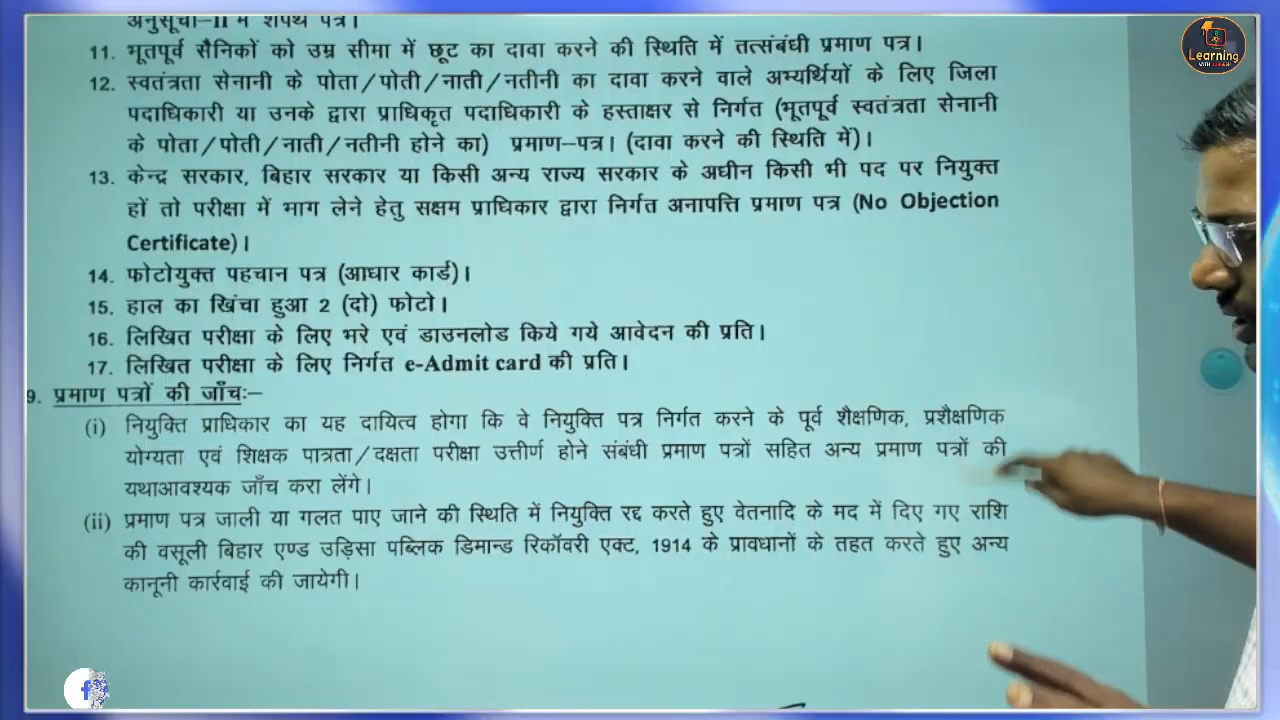 अनुसूची–II में शपथ पत्र।
11. भूतपूर्व सैनिकों को उम्र सीमा में छूट का दावा करने की स्थिति में तत्संबंधी प्रमाण पत्र।
12. स्वतंत्रता सेनानी के पोता/पोती/नाती/नतीनी का दावा करने वाले अभ्यर्थियों के लिए जिला
पदाधिकारी या उनके द्वारा प्राधिकृत पदाधिकारी के हस्ताक्षर से निर्गत (भूतपूर्व स्वतंत्रता सेनानी
के पोता/पोती/नाती/नतीनी होने का) प्रमाण–पत्र। (दावा करने की स्थिति में)।
13. केन्द्र सरकार, बिहार सरकार या किसी अन्य राज्य सरकार के अधीन किसी भी पद पर नियुक्त
हों तो परीक्षा में भाग लेने हेतु सक्षम प्राधिकार द्वारा निर्गत अनापत्ति प्रमाण पत्र (No Objection
Certificate)।
14. फोटोयुक्त पहचान पत्र (आधार कार्ड)।
15. हाल का खिंचा हुआ 2 (दो) फोटो।
16. लिखित परीक्षा के लिए भरे एवं डाउनलोड किये गये आवेदन की प्रति।
17. लिखित परीक्षा के लिए निर्गत e-Admit card की प्रति।
9. प्रमाण पत्रों की जाँचः–
(i) नियुक्ति प्राधिकार का यह दायित्व होगा कि वे नियुक्ति पत्र निर्गत करने के पूर्व शैक्षणिक, प्रशैक्षणिक
योग्यता एवं शिक्षक पात्रता/दक्षता परीक्षा उत्तीर्ण होने संबंधी प्रमाण पत्रों सहित अन्य प्रमाण पत्रों की
यथाआवश्यक जाँच करा लेंगे।
(ii) प्रमाण पत्र जाली या गलत पाए जाने की स्थिति में नियुक्ति रद्द करते हुए वेतनादि के मद में दिए गए राशि
की वसूली बिहार एण्ड उड़िसा पब्लिक डिमान्ड रिकॉवरी एक्ट, 1914 के प्रावधानों के तहत करते हुए अन्य
कानूनी कार्रवाई की जायेगी।
Learning
f